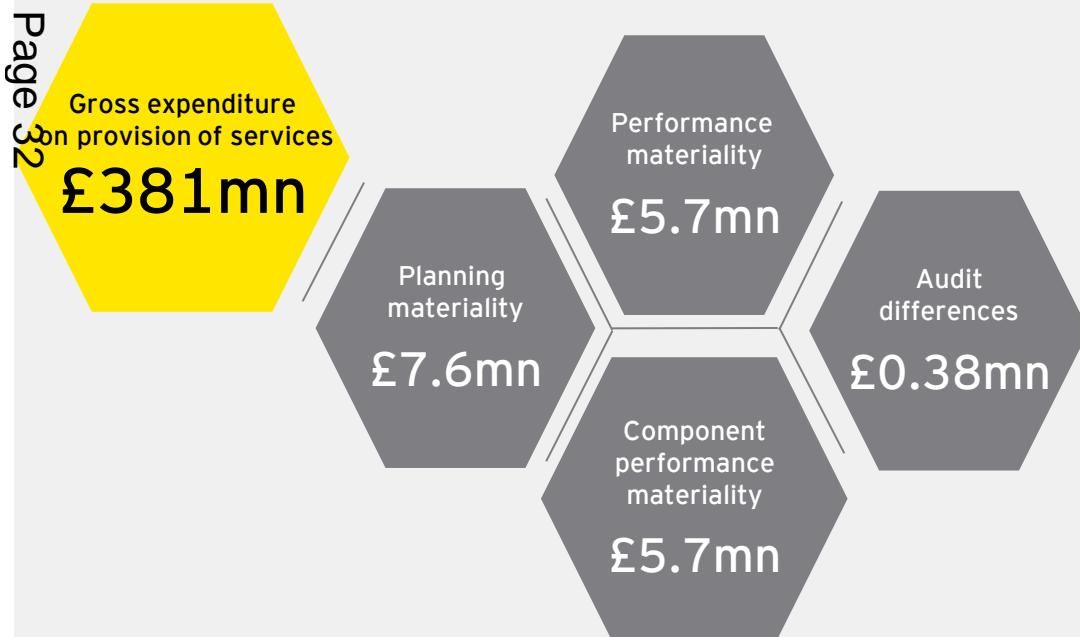 Page 32
Gross expenditure
on provision of services
£381mn
Planning
materiality
£7.6mn
Performance
materiality
£5.7mn
Component
performance
materiality
£5.7mn
Audit
differences
£0.38mn